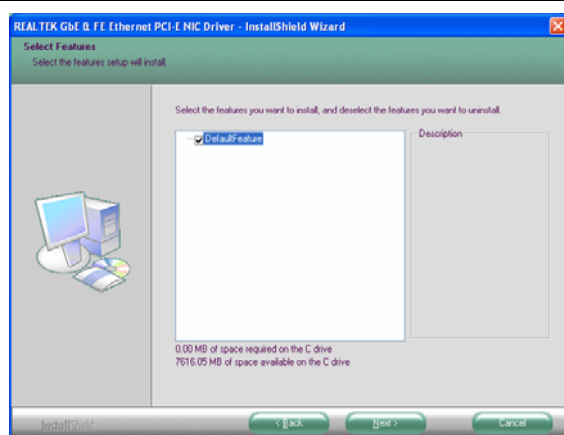 REALTEK GbE & FE Ethernet PCI-E NIC Driver - InstallShield Wizard
Select Features
Select the features setup will install.
Select the features you want to install, and deselect the features you want to uninstall.
DefaultFeature
Description
0.00 MB of space required on the C drive
7616.05 MB of space available on the C drive
InstallShield
< Back
Next >
Cancel